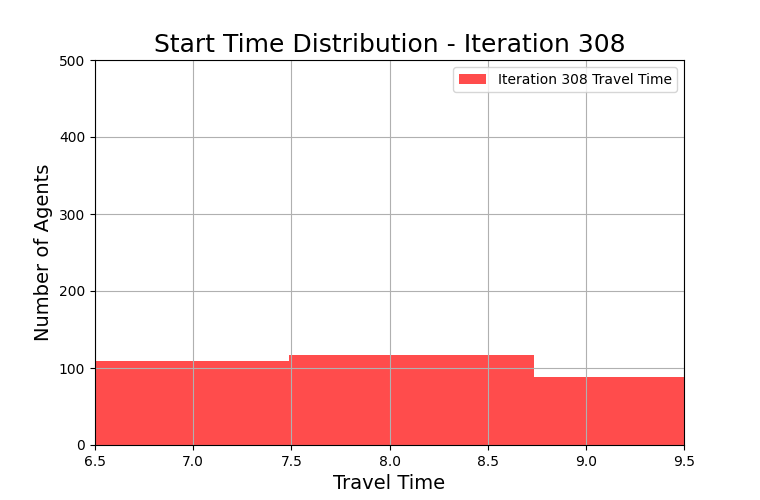 Start Time Distribution - Iteration 308
500
400
300
200
100
0
Number of Agents
Iteration 308 Travel Time
6.5 7.0 7.5 8.0 8.5 9.0 9.5
Travel Time